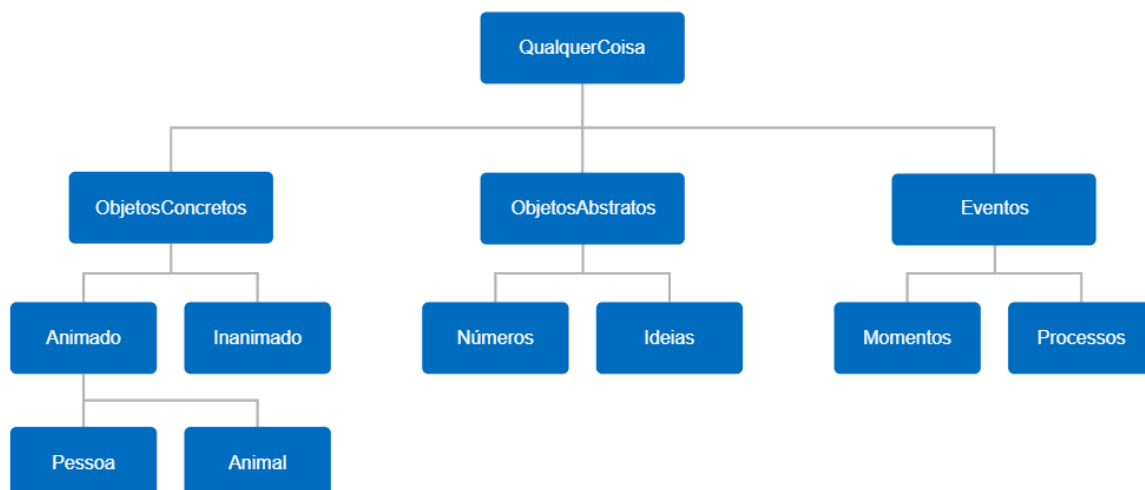 QualquerCoisa
ObjetosConcretos
ObjetosAbstratos
Eventos
Animado
Inanimado
Números
Ideias
Momentos
Processos
Pessoa
Animal